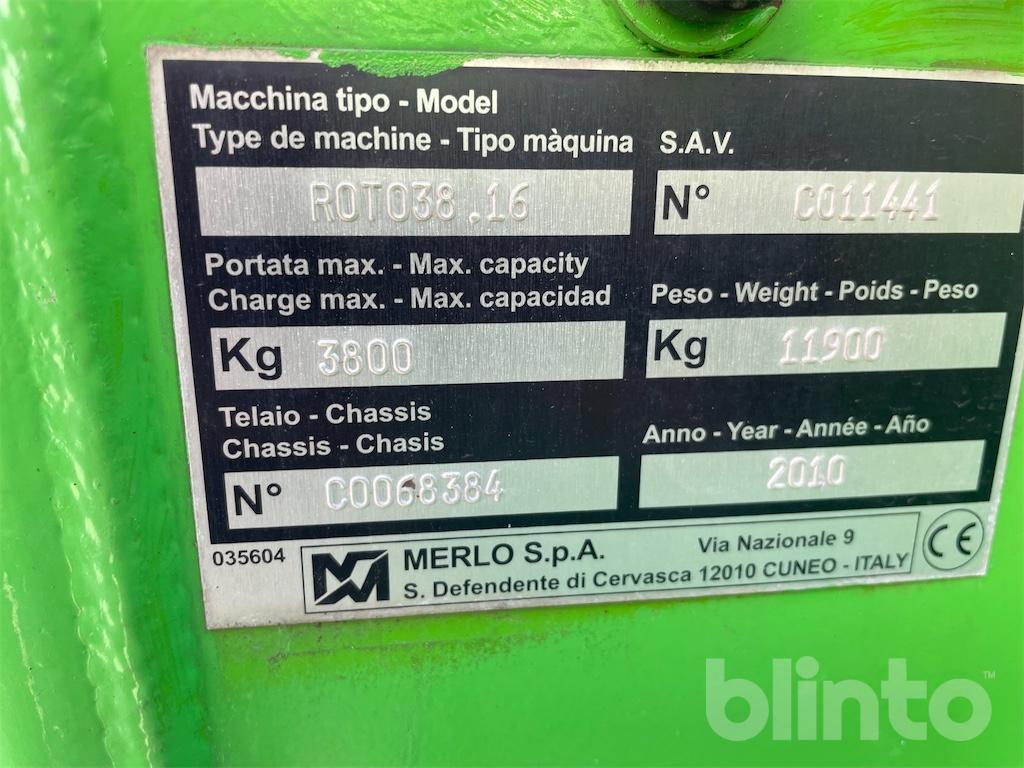 Macchina tipo - Model
Type de machine - Tipo màquina
S.A.V.
ROTO38.16
N° C011441
Portata max. - Max. capacity
Charge max. - Max. capacidad
Peso - Weight - Poids - Peso
Kg 3800
Kg 11900
Telaio - Chassis
Chassis - Chasis
Anno - Year - Année - Año
N° C0068384
2010
035604
MERLO S.p.A.
Via Nazionale 9
S. Defendente di Cervasca 12010 CUNEO - ITALY
CE
blinto™